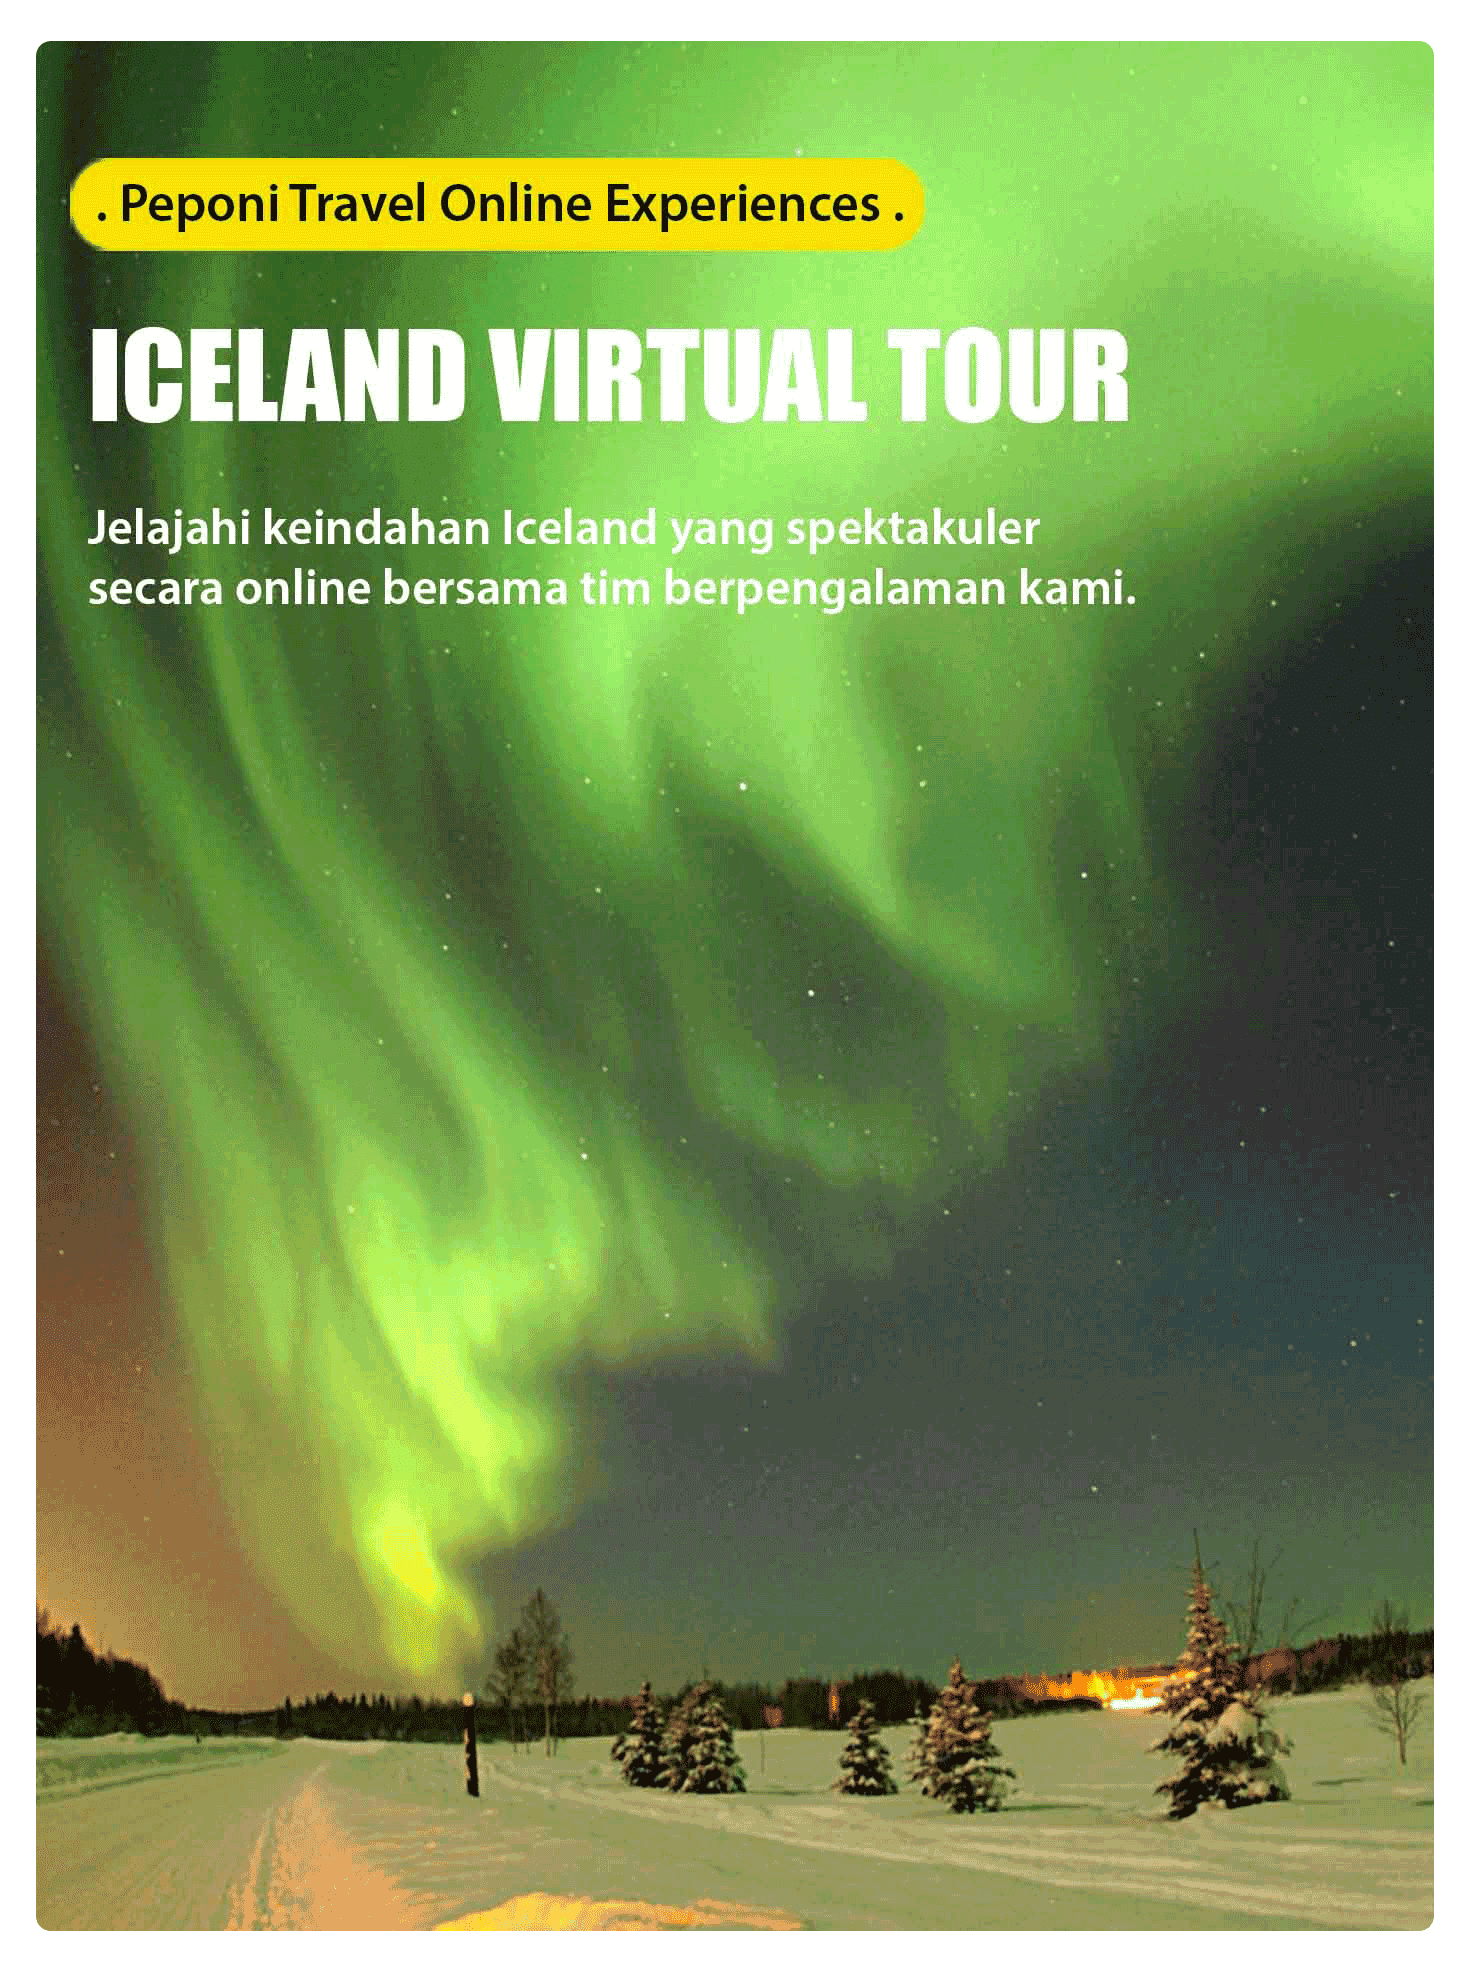 . Peponi Travel Online Experiences .
ICELAND VIRTUAL TOUR
Jelajahi keindahan Iceland yang spektakuler
secara online bersama tim berpengalaman kami.